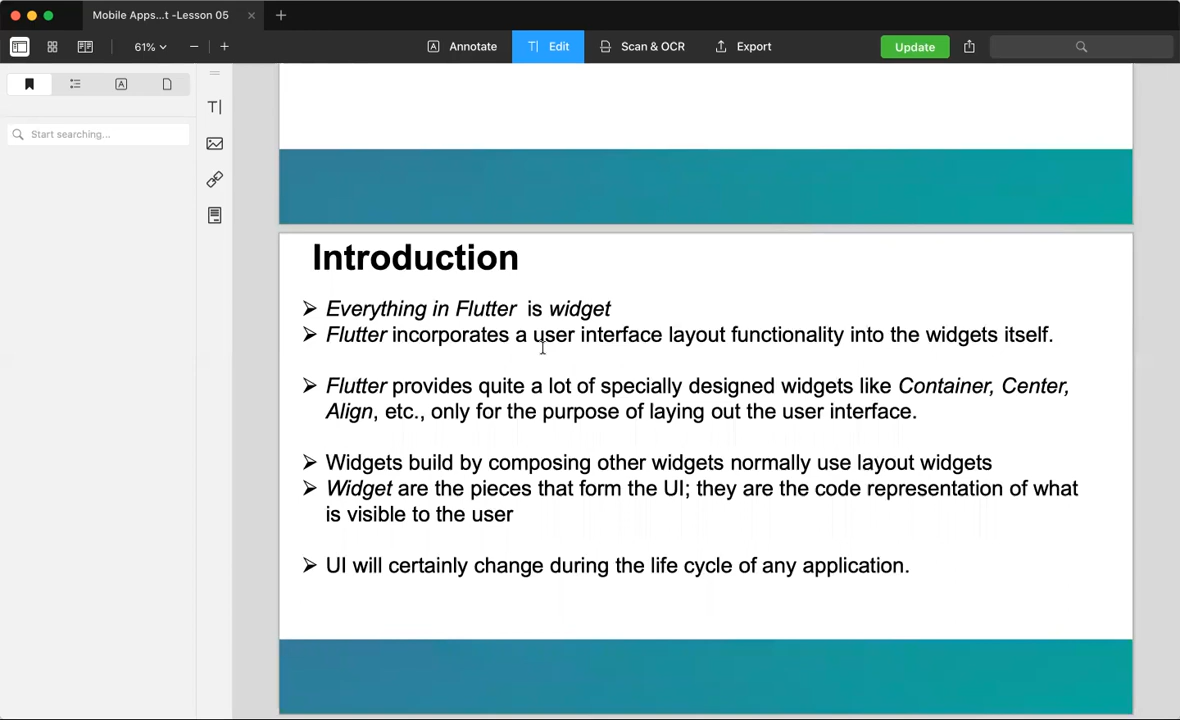 Mobile Apps...t -Lesson 05
61%
Annotate
Edit
Scan & OCR
Export
Update
Start searching...
Introduction
➢ Everything in Flutter is widget
➢ Flutter incorporates a user interface layout functionality into the widgets itself.
➢ Flutter provides quite a lot of specially designed widgets like Container, Center,
Align, etc., only for the purpose of laying out the user interface.
➢ Widgets build by composing other widgets normally use layout widgets
➢ Widget are the pieces that form the UI; they are the code representation of what
is visible to the user
➢ UI will certainly change during the life cycle of any application.